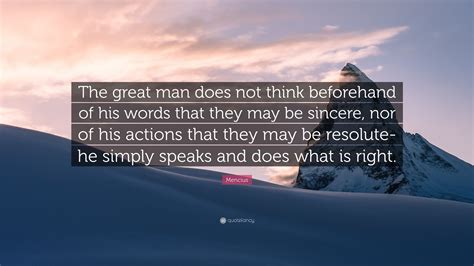 The great man does not think beforehand
of his words that they may be sincere, nor
of his actions that they may be resolute-
he simply speaks and does what is right.
Mencius
quotefancy